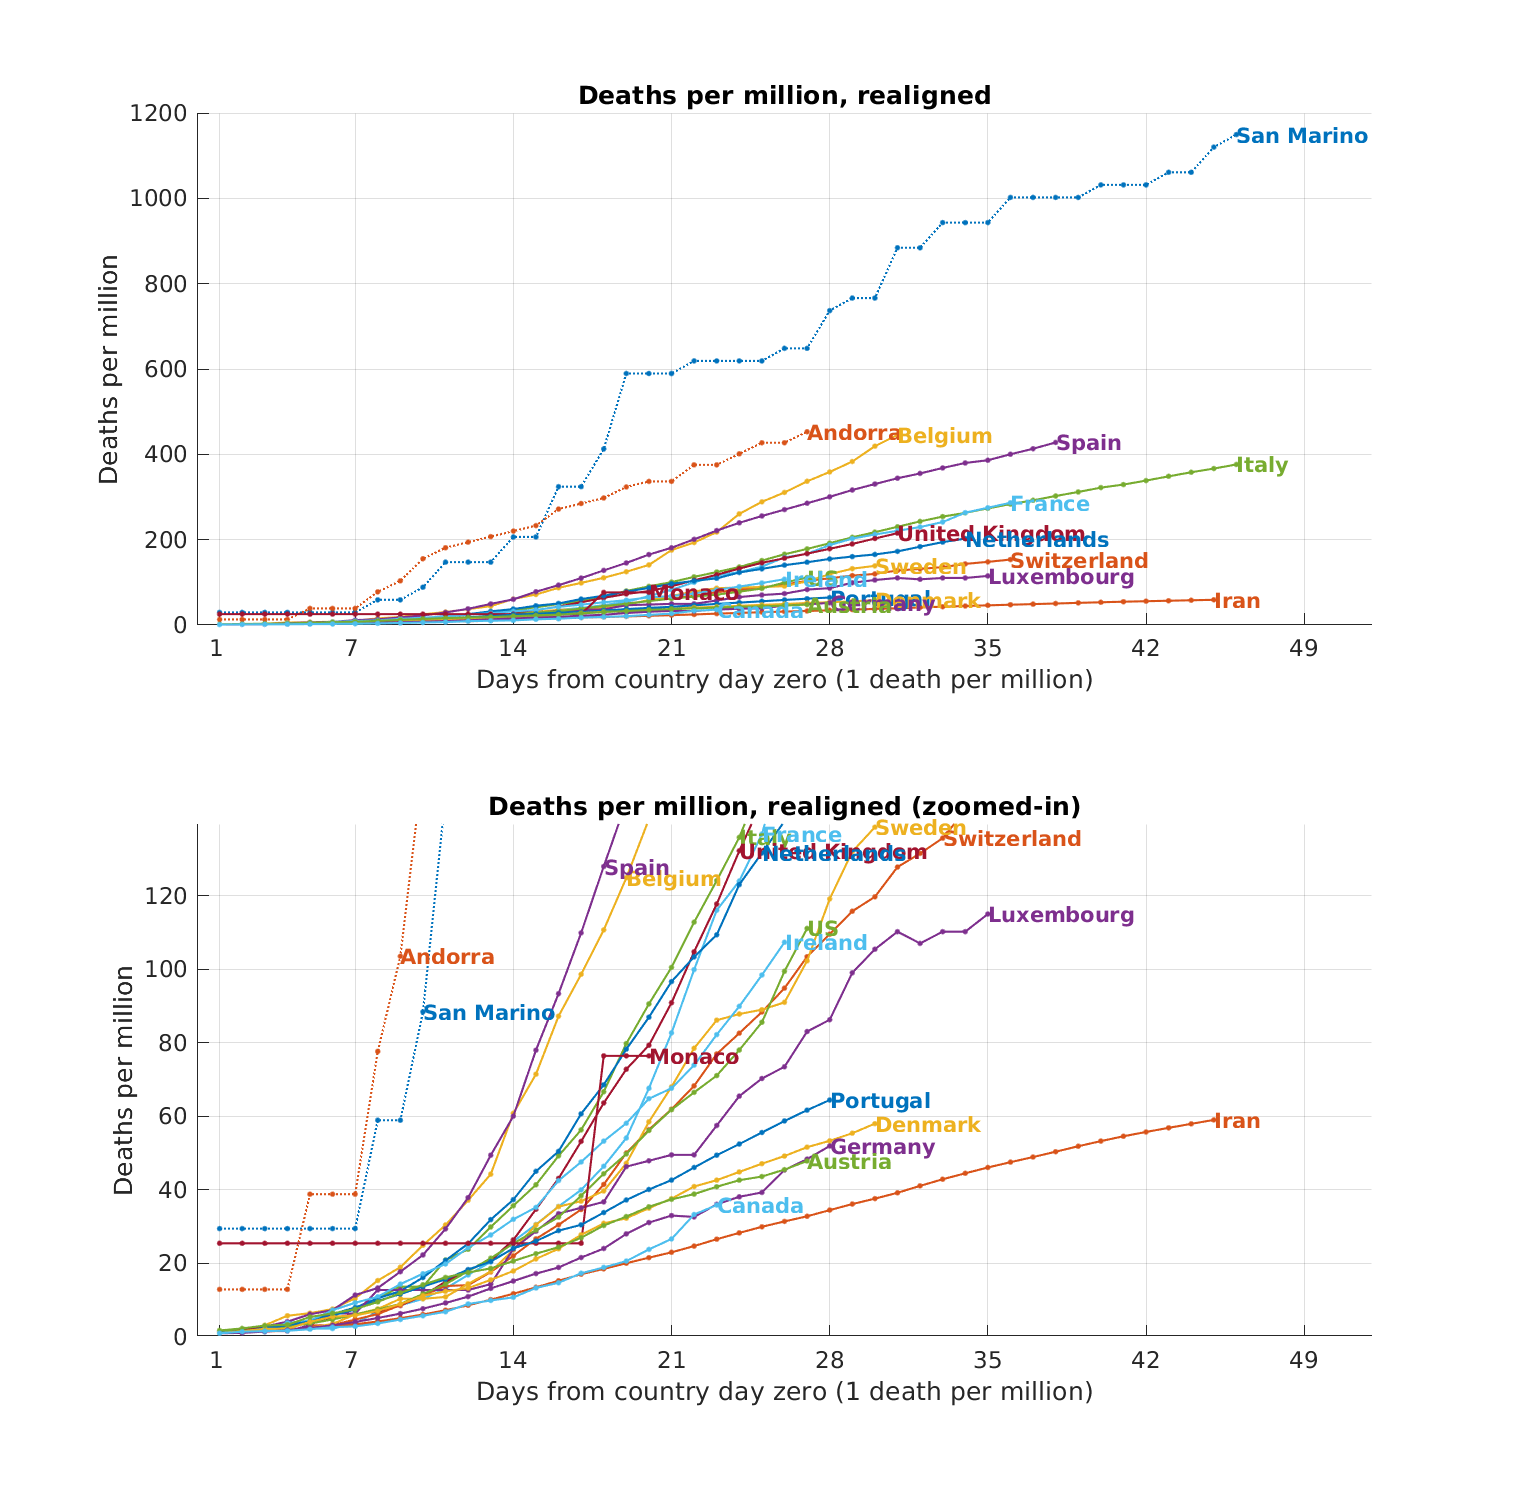 Deaths per million, realigned
1200
1000
800
600
400
200
0
Deaths per million
San Marino
Andorra
Belgium
Spain
Italy
France
United Kingdom
Netherlands
Switzerland
Sweden
US
Ireland
Luxembourg
Monaco
Portugal
Denmark
Germany
Austria
Canada
Iran
1 7 14 21 28 35 42 49
Days from country day zero (1 death per million)
Deaths per million, realigned (zoomed-in)
120
100
80
60
40
20
0
Deaths per million
Sweden
Italy
France
Switzerland
United Kingdom
Netherlands
Spain
Belgium
Luxembourg
US
Ireland
Andorra
San Marino
Monaco
Portugal
Denmark
Iran
Germany
Austria
Canada
1 7 14 21 28 35 42 49
Days from country day zero (1 death per million)